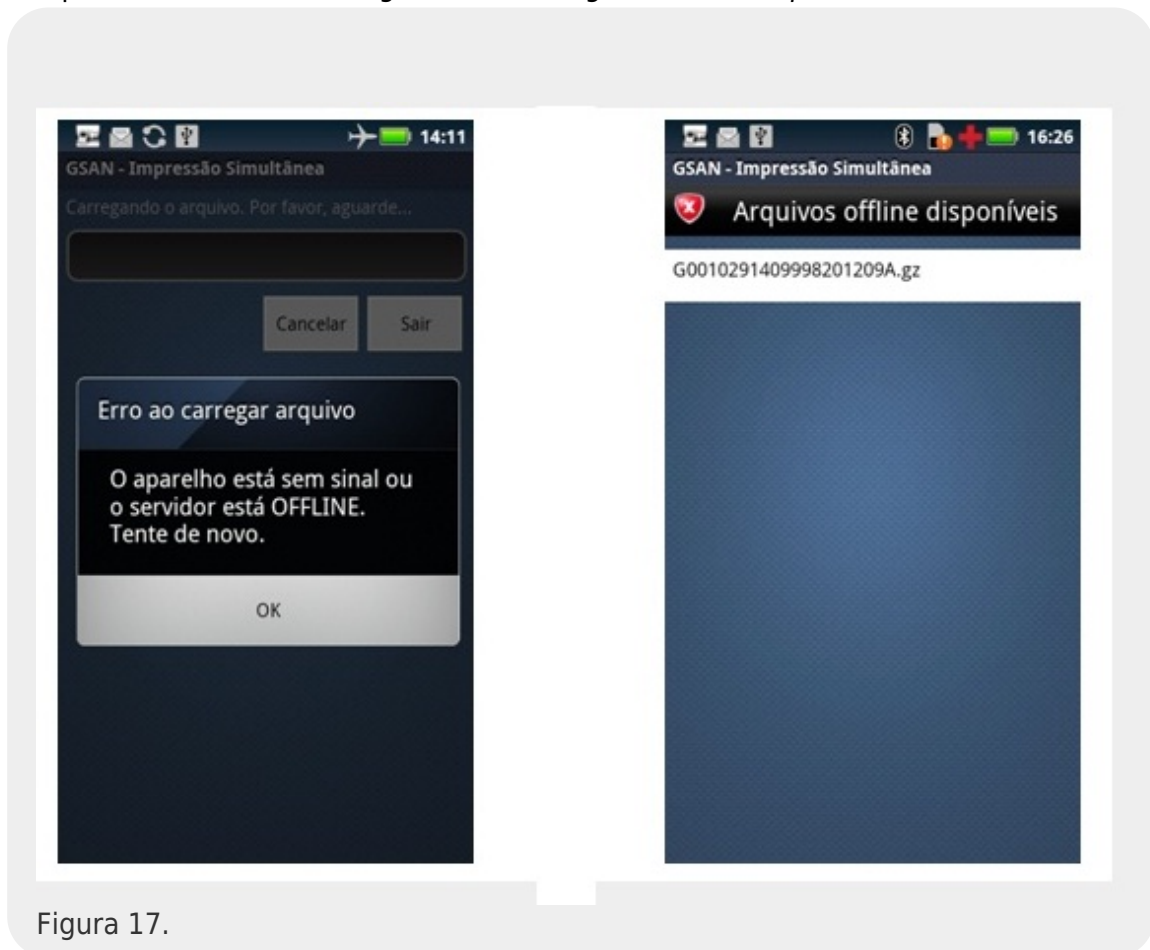 14:11
GSAN - Impressão Simultânea
Carregando o arquivo. Por favor, aguarde...
Cancelar Sair
Erro ao carregar arquivo
O aparelho está sem sinal ou
o servidor está OFFLINE.
Tente de novo.
OK
16:26
GSAN - Impressão Simultânea
Arquivos offline disponíveis
G0010291409998201209A.gz
Figura 17.